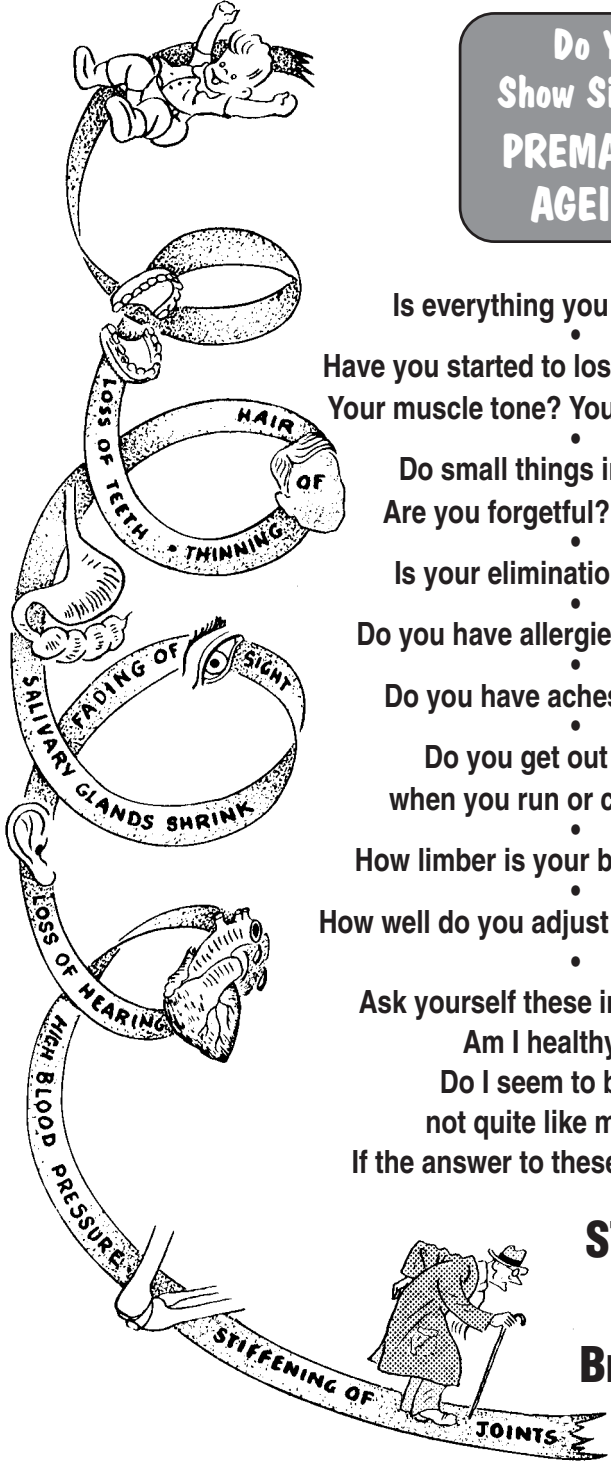 Do Y
Show Si
PREMA
AGEI
Is everything you
•
Have you started to los
Your muscle tone? You
•
Do small things i
Are you forgetful?
•
Is your eliminatio
•
Do you have allergie
•
Do you have aches
•
Do you get out
when you run or c
•
How limber is your b
•
How well do you adjust
•
Ask yourself these i
Am I healthy
Do I seem to b
not quite like m
If the answer to these
S
B
LOSS OF TEETH • THINNING
OF
HAIR
SALIVARY GLANDS SHRINK
SIGHT
FADING OF
LOSS OF HEARING
HIGH BLOOD PRESSURE
STIFFENING OF
JOINTS